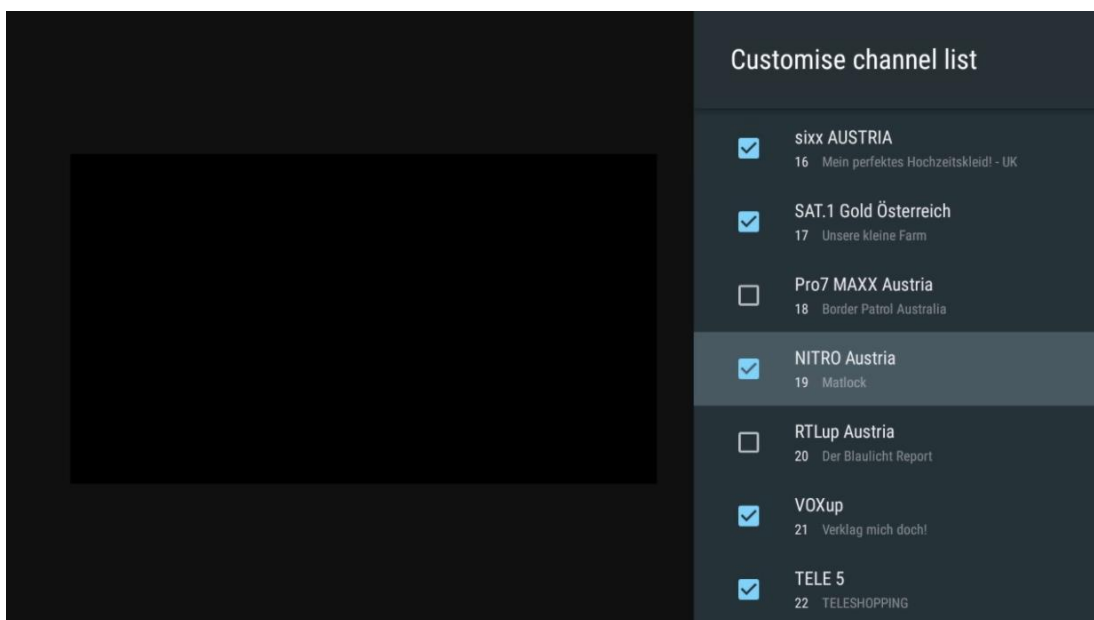 Customise channel list
sixx AUSTRIA
16 Mein perfektes Hochzeitskleid! - UK
SAT.1 Gold Österreich
17 Unsere kleine Farm
Pro7 MAXX Austria
18 Border Patrol Australia
NITRO Austria
19 Matlock
RTLup Austria
20 Der Blaulicht Report
VOXup
21 Verklag mich doch!
TELE 5
22 TELESHOPPING